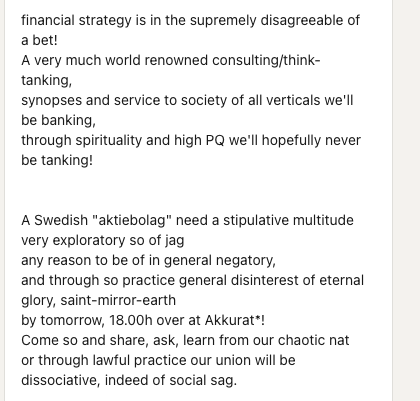 financial strategy is in the supremely disagreeable of
a bet!
A very much world renowned consulting/think-
tanking,
synopses and service to society of all verticals we'll
be banking,
through spirituality and high PQ we'll hopefully never
be tanking!
A Swedish "aktiebolag" need a stipulative multitude
very exploratory so of jag
any reason to be of in general negatory,
and through so practice general disinterest of eternal
glory, saint-mirror-earth
by tomorrow, 18.00h over at Akkurat*!
Come so and share, ask, learn from our chaotic nat
or through lawful practice our union will be
dissociative, indeed of social sag.